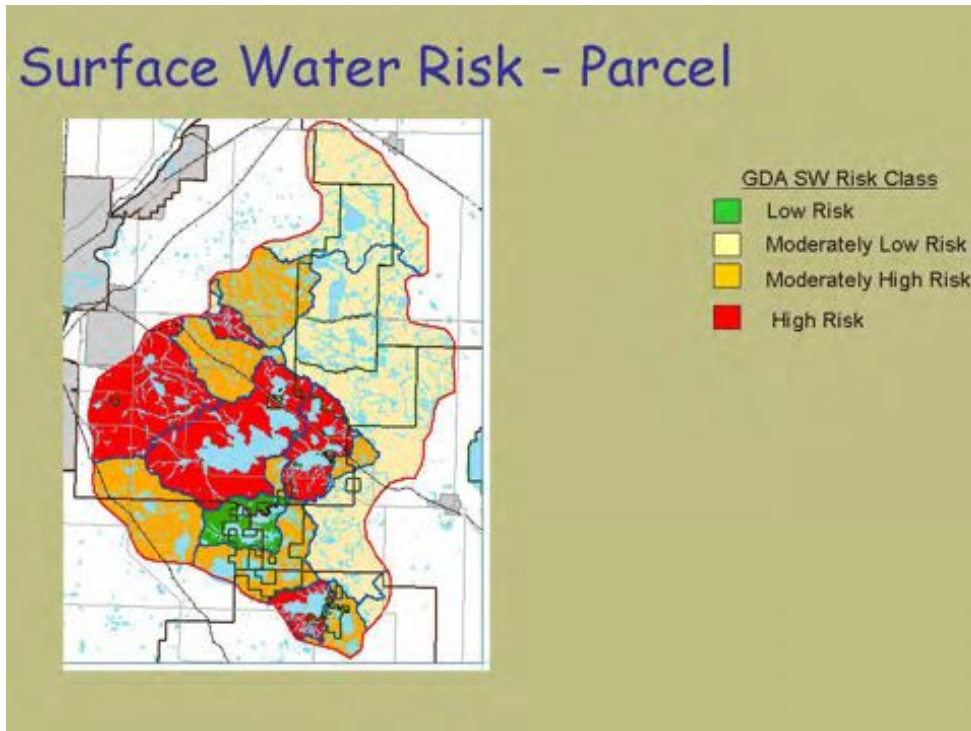 Surface Water Risk - Parcel
GDA SW Risk Class
Low Risk
Moderately Low Risk
Moderately High Risk
High Risk